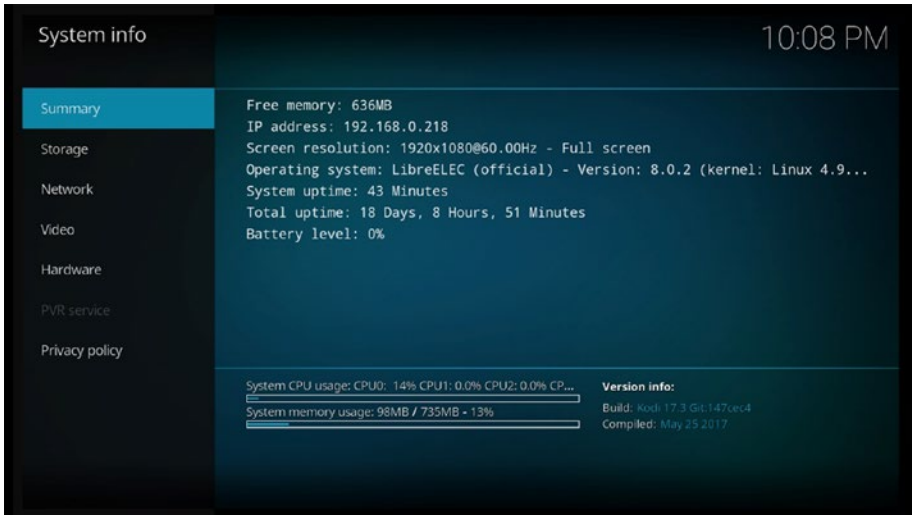 System info
10:08 PM
Summary
Storage
Network
Video
Hardware
PVR service
Privacy policy
Free memory: 636MB
IP address: 192.168.0.218
Screen resolution: 1920x1080@60.00Hz - Full screen
Operating system: LibreELEC (official) - Version: 8.0.2 (kernel: Linux 4.9...
System uptime: 43 Minutes
Total uptime: 18 Days, 8 Hours, 51 Minutes
Battery level: 0%
System CPU usage: CPU0: 14% CPU1: 0.0% CPU2: 0.0% CP...
System memory usage: 98MB / 735MB - 13%
Version info:
Build: Kodi 17.3 Git:147cec4
Compiled: May 25 2017